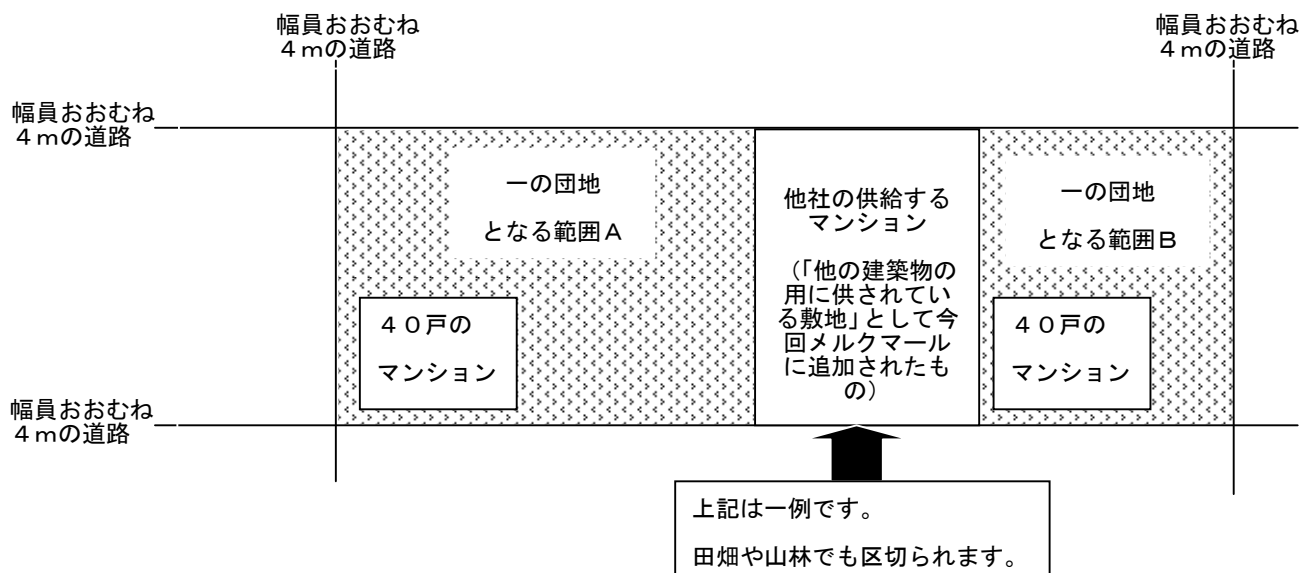 幅員おおむね
４ｍの道路
幅員おおむね
４ｍの道路
幅員おおむね
４ｍの道路
一の団地
となる範囲Ａ
他社の供給する
マンション
（「他の建築物の
用に供されてい
る敷地」として今
回メルクマール
に追加されたも
の）
一の団地
となる範囲Ｂ
４０戸の
マンション
４０戸の
マンション
幅員おおむね
４ｍの道路
上記は一例です。
田畑や山林でも区切られます。